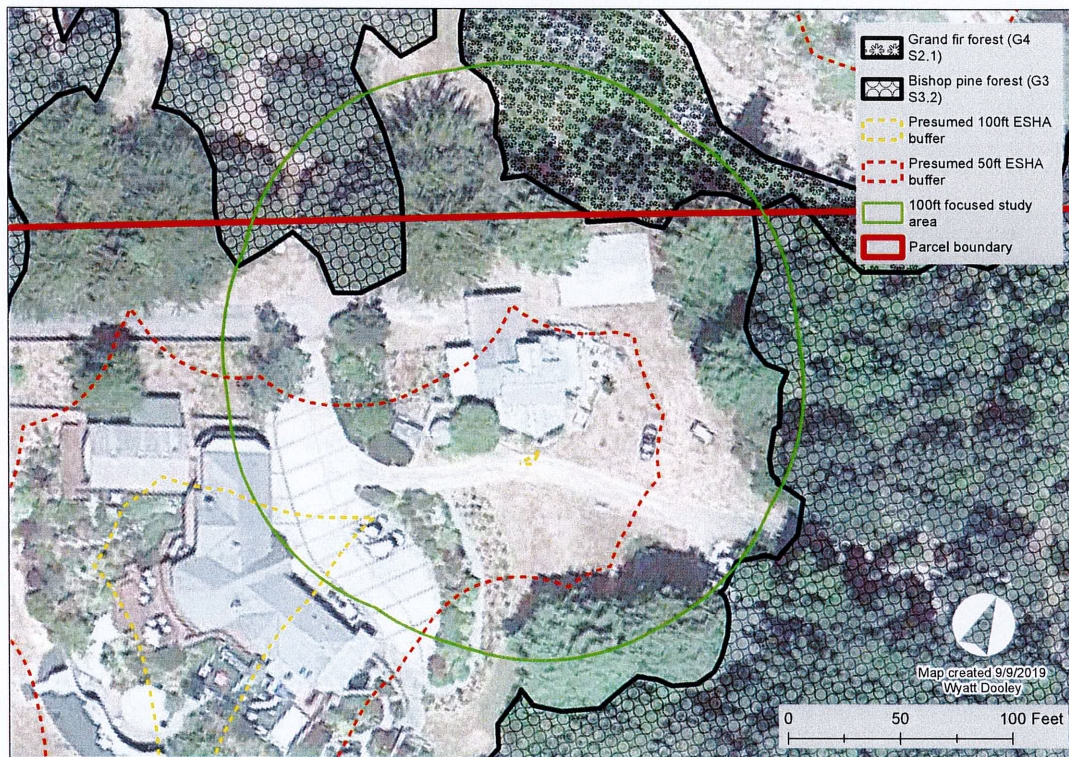 Grand fir forest (G4
S2.1)
Bishop pine forest (G3
S3.2)
Presumed 100ft ESHA
buffer
Presumed 50ft ESHA
buffer
100ft focused study
area
Parcel boundary
Map created 9/9/2019
Wyatt Dooley
0 50 100 Feet